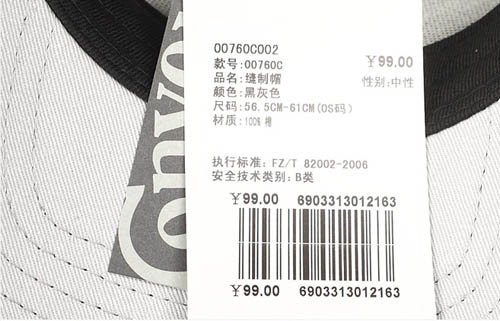 00760C002
款号:00760C
¥99.00
品名:缝制帽
性别:中性
颜色:黑灰色
尺码:56.5CM-61CM(OS码)
材质:100% 棉
执行标准: FZ/T 82002-2006
安全技术类别: B类
¥99.00 6903313012163
¥99.00 6903313012163
Conve